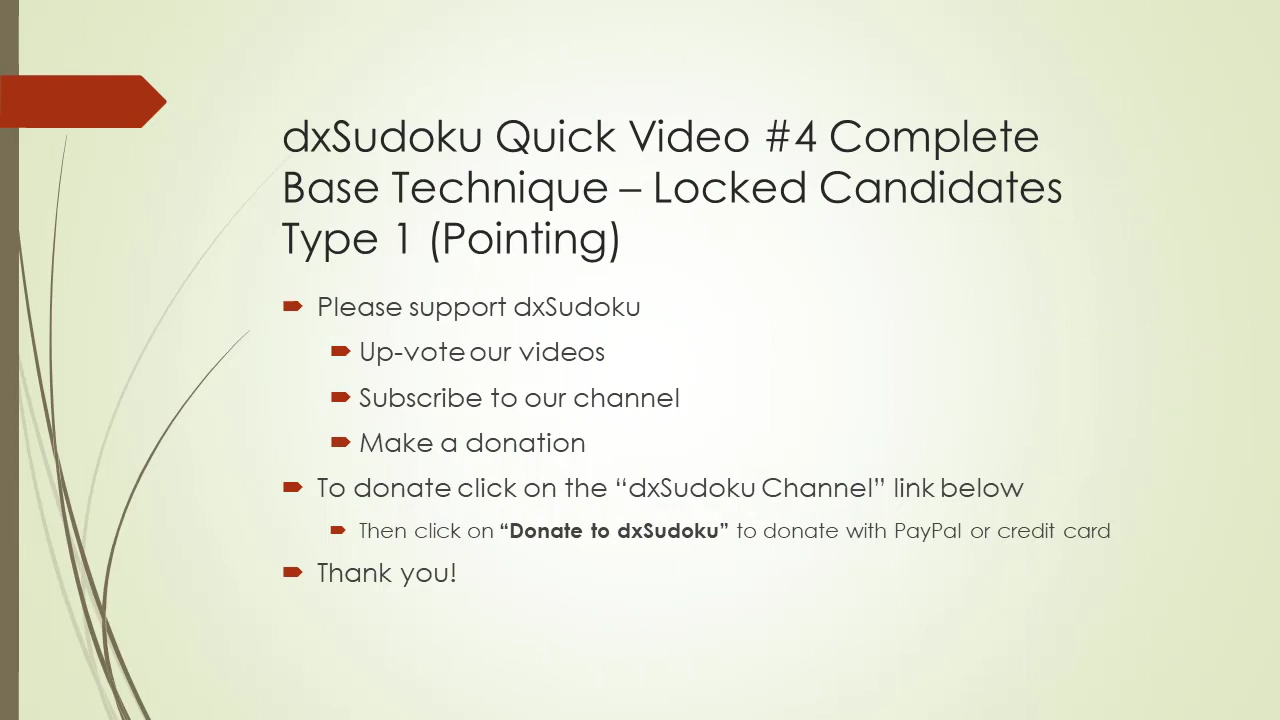 dxSudoku Quick Video #4 Complete
Base Technique – Locked Candidates
Type 1 (Pointing)
Please support dxSudoku
Up-vote our videos
Subscribe to our channel
Make a donation
To donate click on the “dxSudoku Channel” link below
Then click on “Donate to dxSudoku” to donate with PayPal or credit card
Thank you!